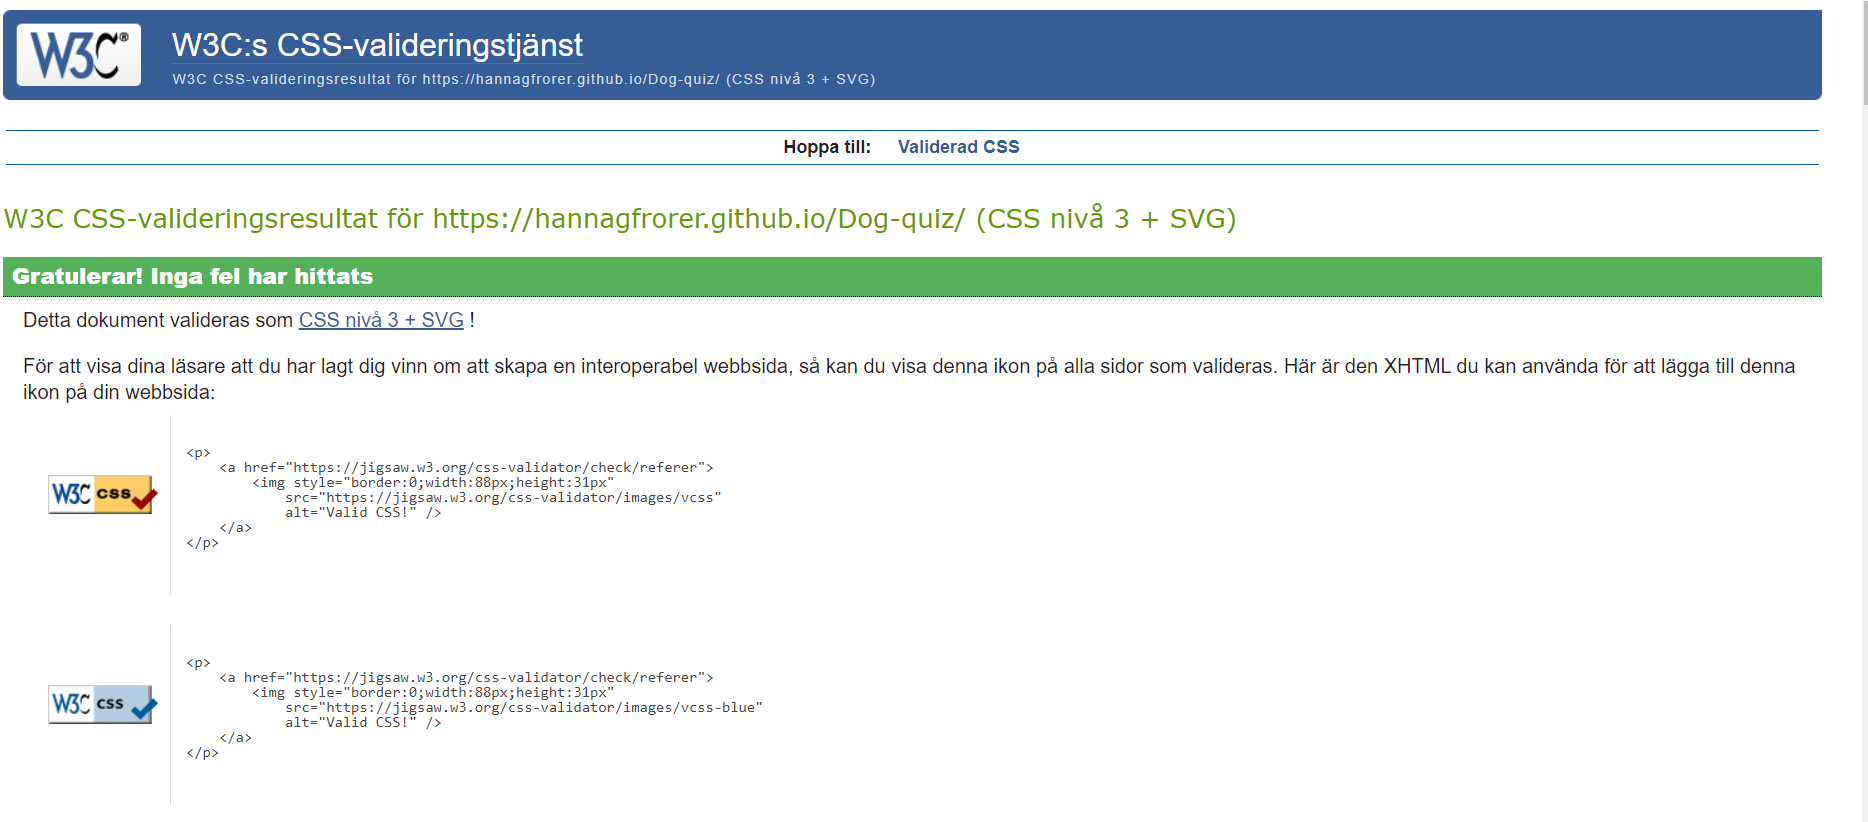 W3C®
W3C:s CSS-valideringstjänst
W3C CSS-valideringsresultat för https://hannagfrorer.github.io/Dog-quiz/ (CSS nivå 3 + SVG)
Hoppa till: Validerad CSS
W3C CSS-valideringsresultat för https://hannagfrorer.github.io/Dog-quiz/ (CSS nivå 3 + SVG)
Gratulerar! Inga fel har hittats
Detta dokument valideras som CSS nivå 3 + SVG !
För att visa dina läsare att du har lagt dig vinn om att skapa en interoperabel webbsida, så kan du visa denna ikon på alla sidor som valideras. Här är den XHTML du kan använda för att lägga till denna
ikon på din webbsida:
W3C css
<p>
    <a href="https://jigsaw.w3.org/css-validator/check/referer">
        <img style="border:0;width:88px;height:31px"
            src="https://jigsaw.w3.org/css-validator/images/vcss"
            alt="Valid CSS!" />
    </a>
</p>
W3C css
<p>
    <a href="https://jigsaw.w3.org/css-validator/check/referer">
        <img style="border:0;width:88px;height:31px"
            src="https://jigsaw.w3.org/css-validator/images/vcss-blue"
            alt="Valid CSS!" />
    </a>
</p>